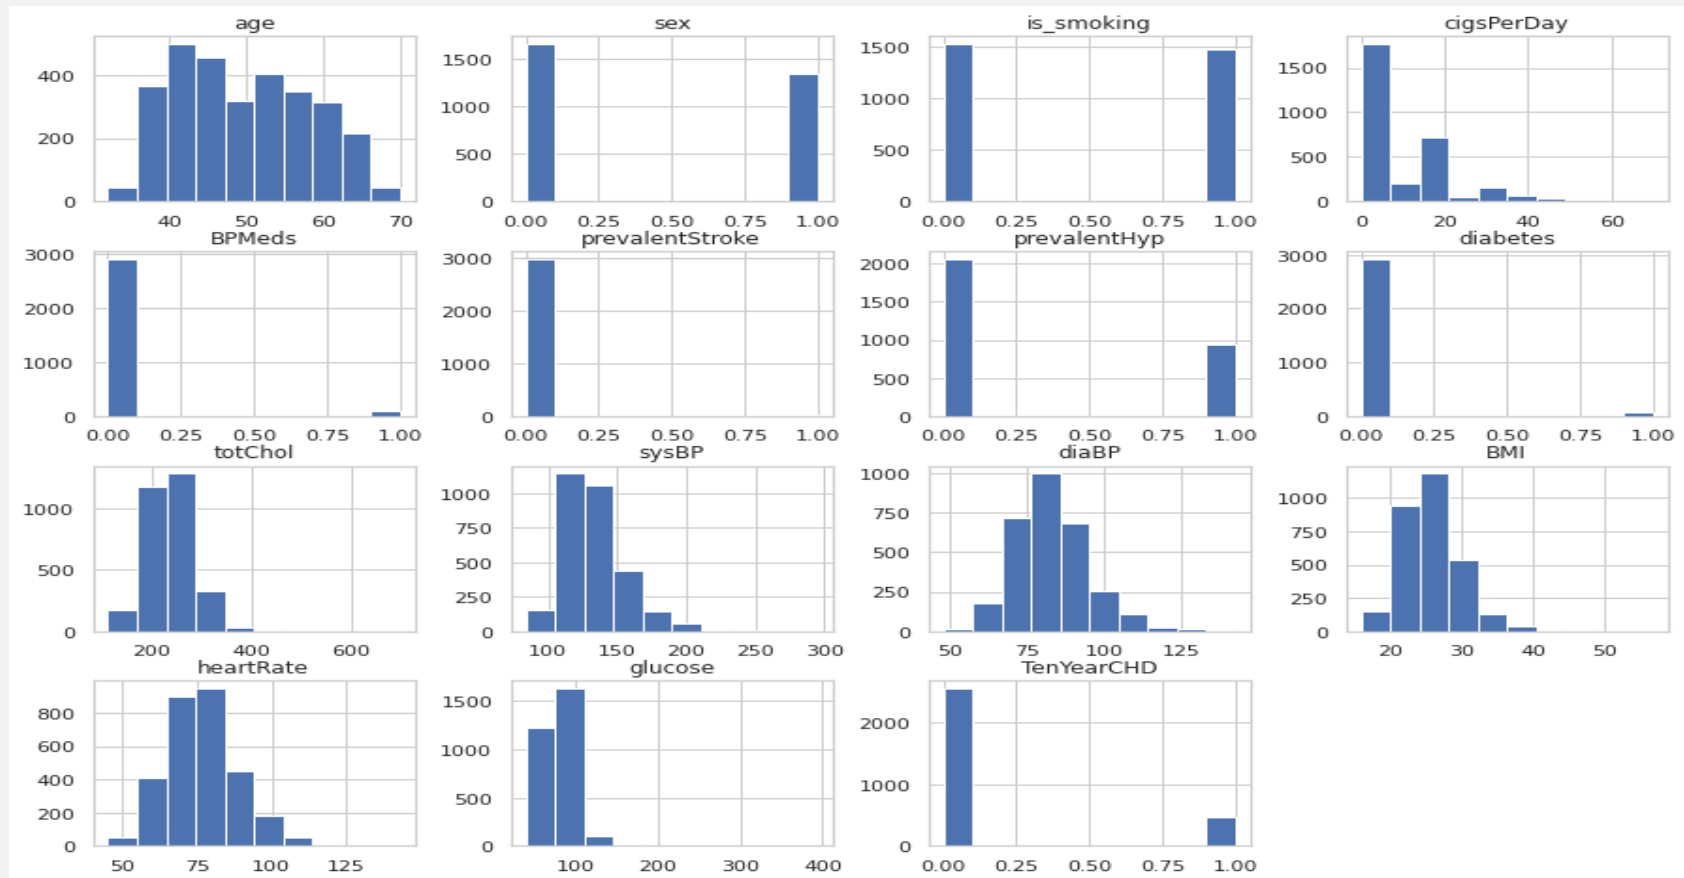 age sex is_smoking cigsPerDay
400 1500 1500 1500
1000 1000 1000
200 500 500 500
0 0 0 0
40 50 60 70 0.00 0.25 0.50 0.75 1.00 0.00 0.25 0.50 0.75 1.00 0 20 40 60
BPMeds prevalentStroke prevalentHyp diabetes
3000 3000 2000 3000
2000 2000 1500 2000
1000 1000 1000 1000
500
0 0 0 0
0.00 0.25 0.50 0.75 1.00 0.00 0.25 0.50 0.75 1.00 0.00 0.25 0.50 0.75 1.00 0.00 0.25 0.50 0.75 1.00
totChol sysBP diaBP BMI
1000 1000 1000 1000
750 750 750
500 500 500 500
250 250 250
0 0 0 0
200 400 600 100 150 200 250 300 50 75 100 125 20 30 40 50
heartRate glucose TenYearCHD
800 1500 2000
600 1000
400 1000
200 500
0 0 0
50 75 100 125 100 200 300 400 0.00 0.25 0.50 0.75 1.00